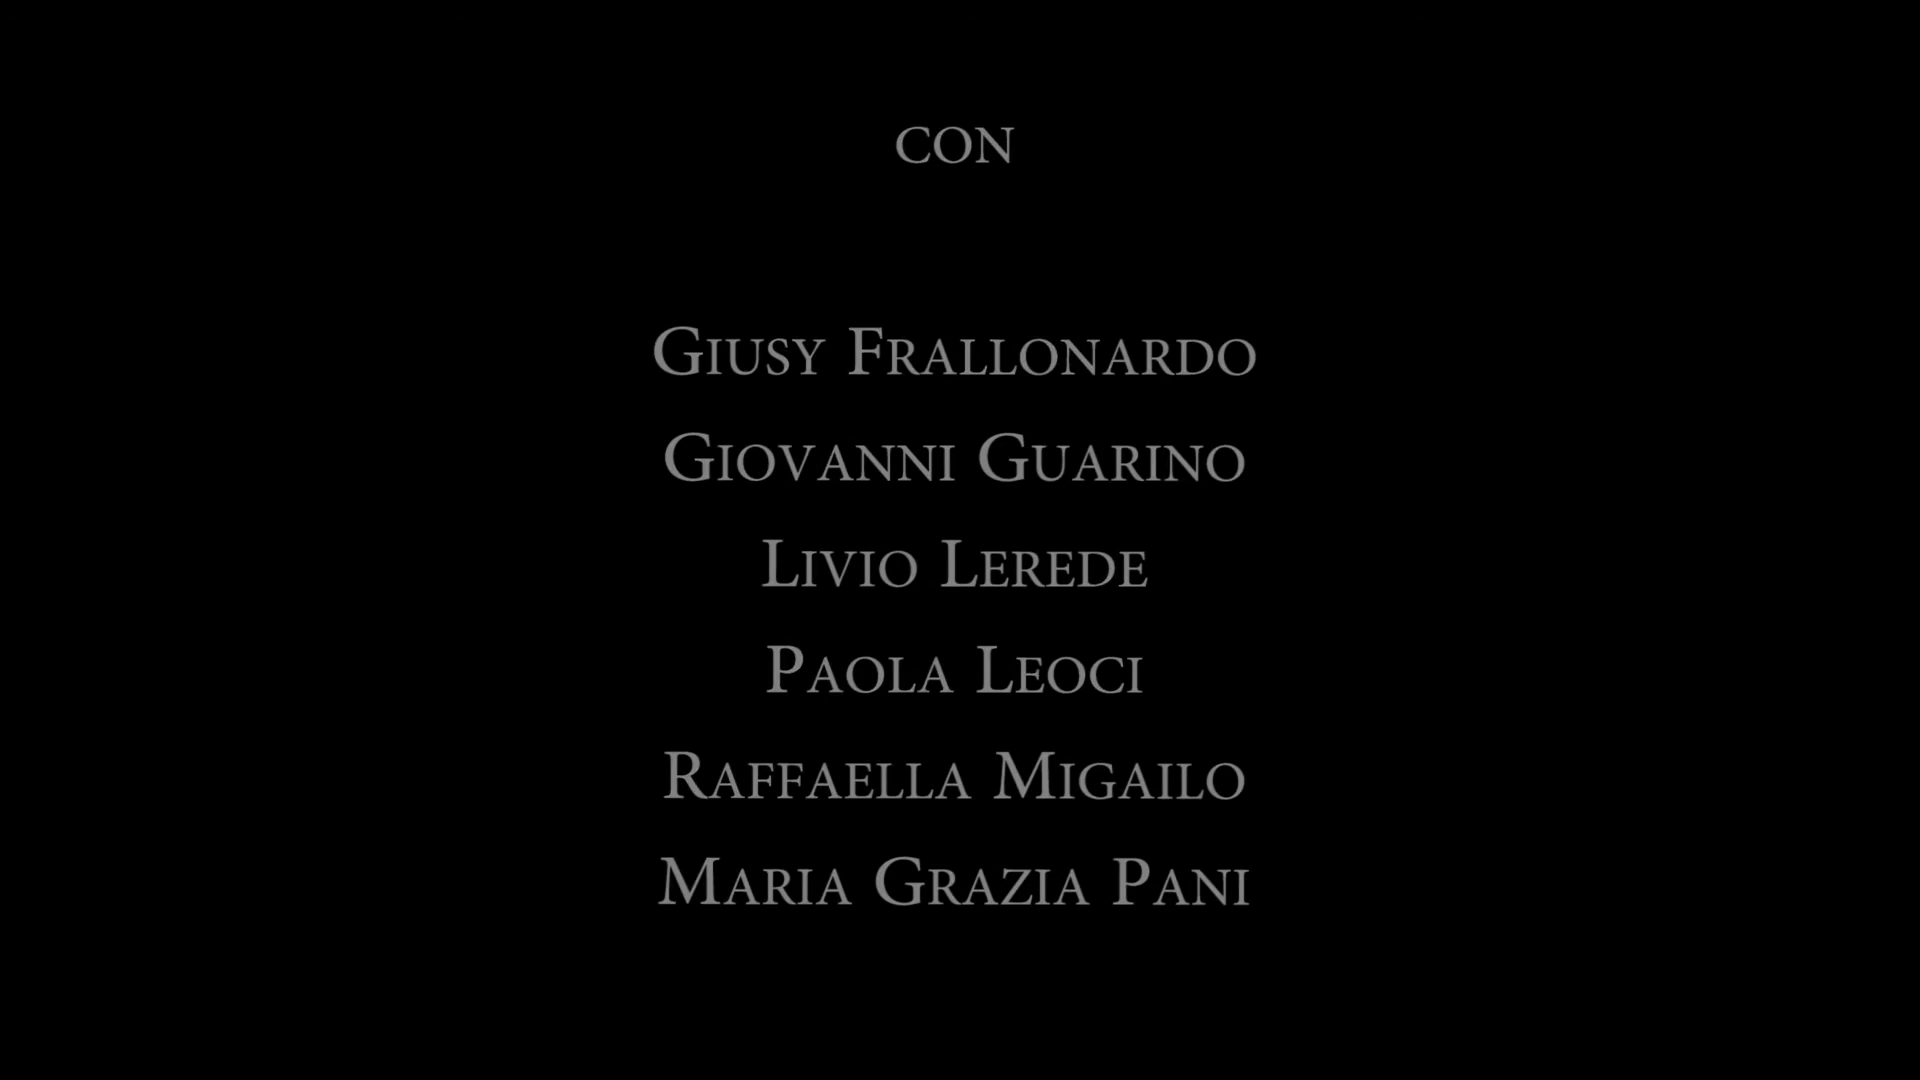 CON
GIUSY FRALLONARDO
GIOVANNI GUARINO
LIVIO LEREDE
PAOLA LEOCI
RAFFAELLA MIGAILO
MARIA GRAZIA PANI